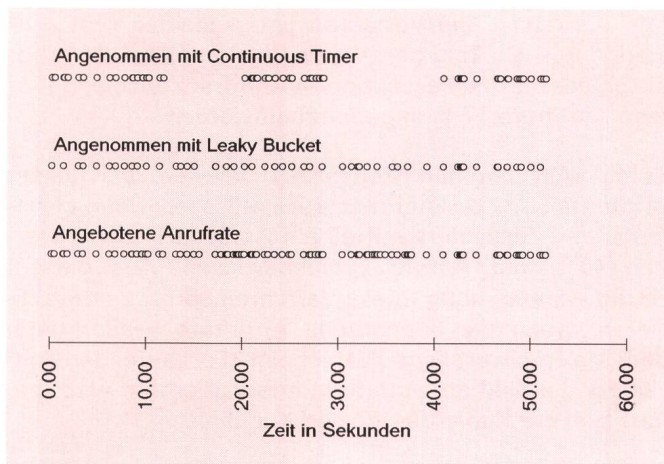 Angenommen mit Continuous Timer
Angenommen mit Leaky Bucket
Angebotene Anrufrate
0.00
10.00
20.00
30.00
40.00
50.00
60.00
Zeit in Sekunden